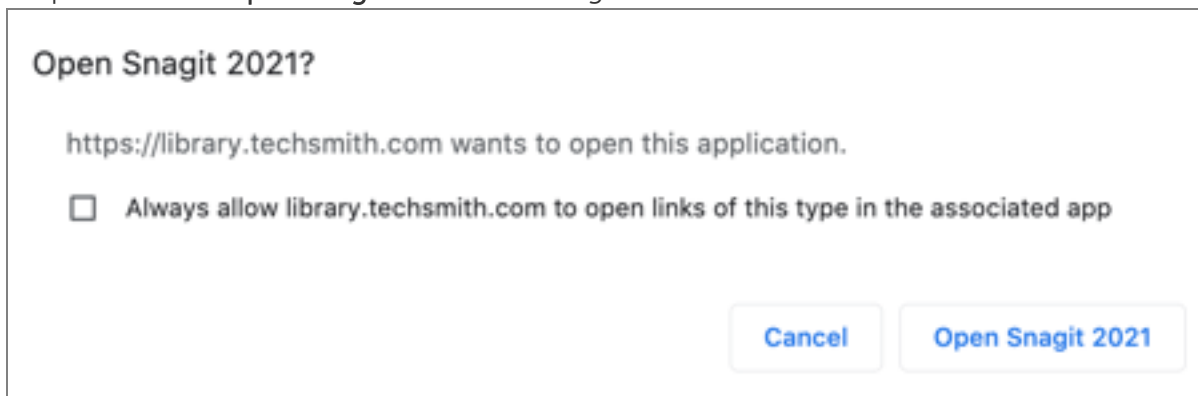 Open Snagit 2021?
https://library.techsmith.com wants to open this application.
Always allow library.techsmith.com to open links of this type in the associated app
Cancel Open Snagit 2021